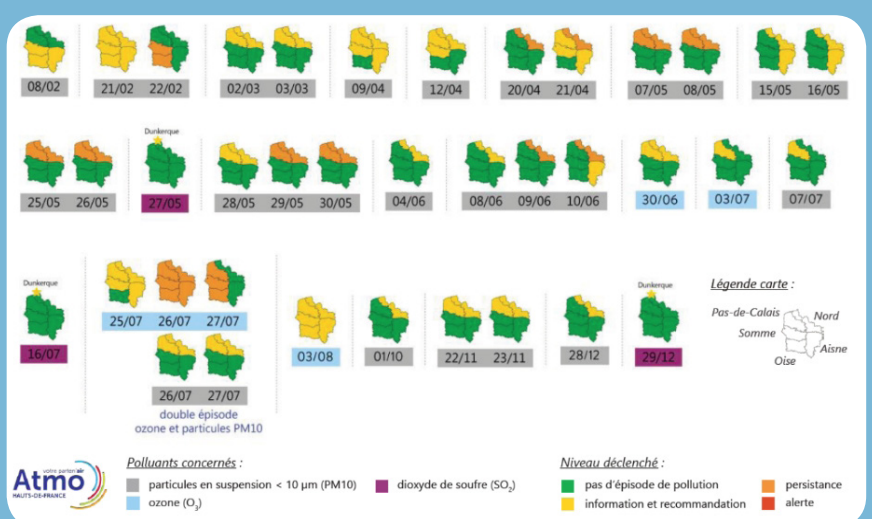 08/02 21/02 22/02 02/03 03/03 09/04 12/04 20/04 21/04 07/05 08/05 15/05 16/05
Dunkerque
25/05 26/05 27/05 28/05 29/05 30/05 04/06 08/06 09/06 10/06 30/06 03/07 07/07
Dunkerque
16/07
25/07 26/07 27/07
26/07 27/07
double épisode
ozone et particules PM10
03/08 01/10 22/11 23/11 28/12
Dunkerque
29/12
Légende carte :
Pas-de-Calais
Nord
Somme
Aisne
Oise
votre parten'air
Atmo
HAUTS-DE-FRANCE
Polluants concernés :
particules en suspension < 10 µm (PM10)
dioxyde de soufre (SO₂)
ozone (O₃)
Niveau déclenché :
pas d'épisode de pollution
persistance
information et recommandation
alerte